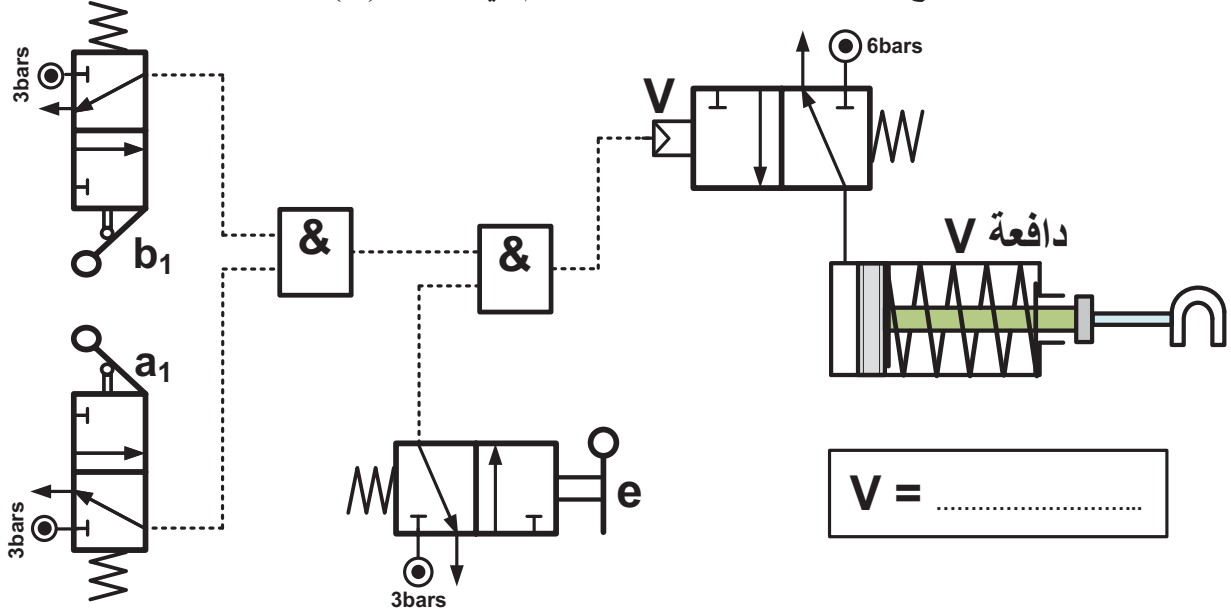 3bars
6bars
V
دافعة V
&
&
b₁
a₁
e
3bars
3bars
V = ................................